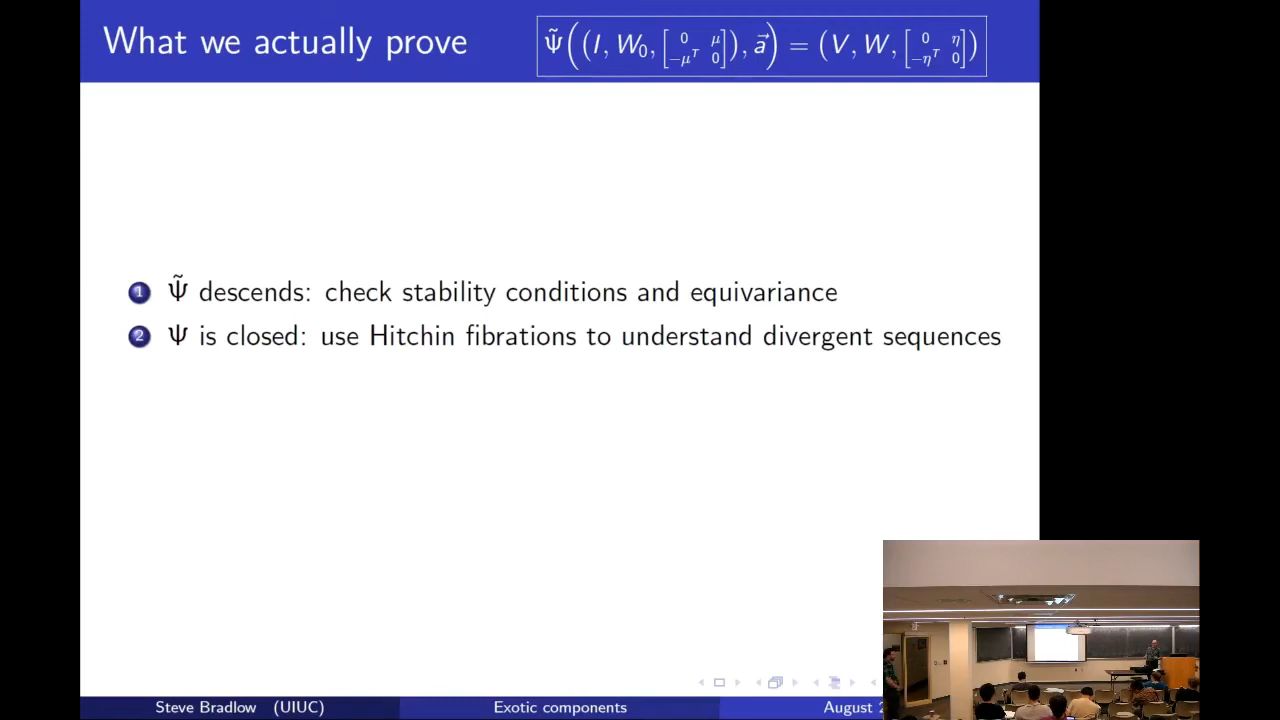 What we actually prove
Ψ̃((I, W₀, [0 μ; −μᵀ 0]), a⃗) = (V, W, [0 η; −ηᵀ 0])
1 Ψ̃ descends: check stability conditions and equivariance
2 Ψ is closed: use Hitchin fibrations to understand divergent sequences
Steve Bradlow (UIUC) Exotic components August